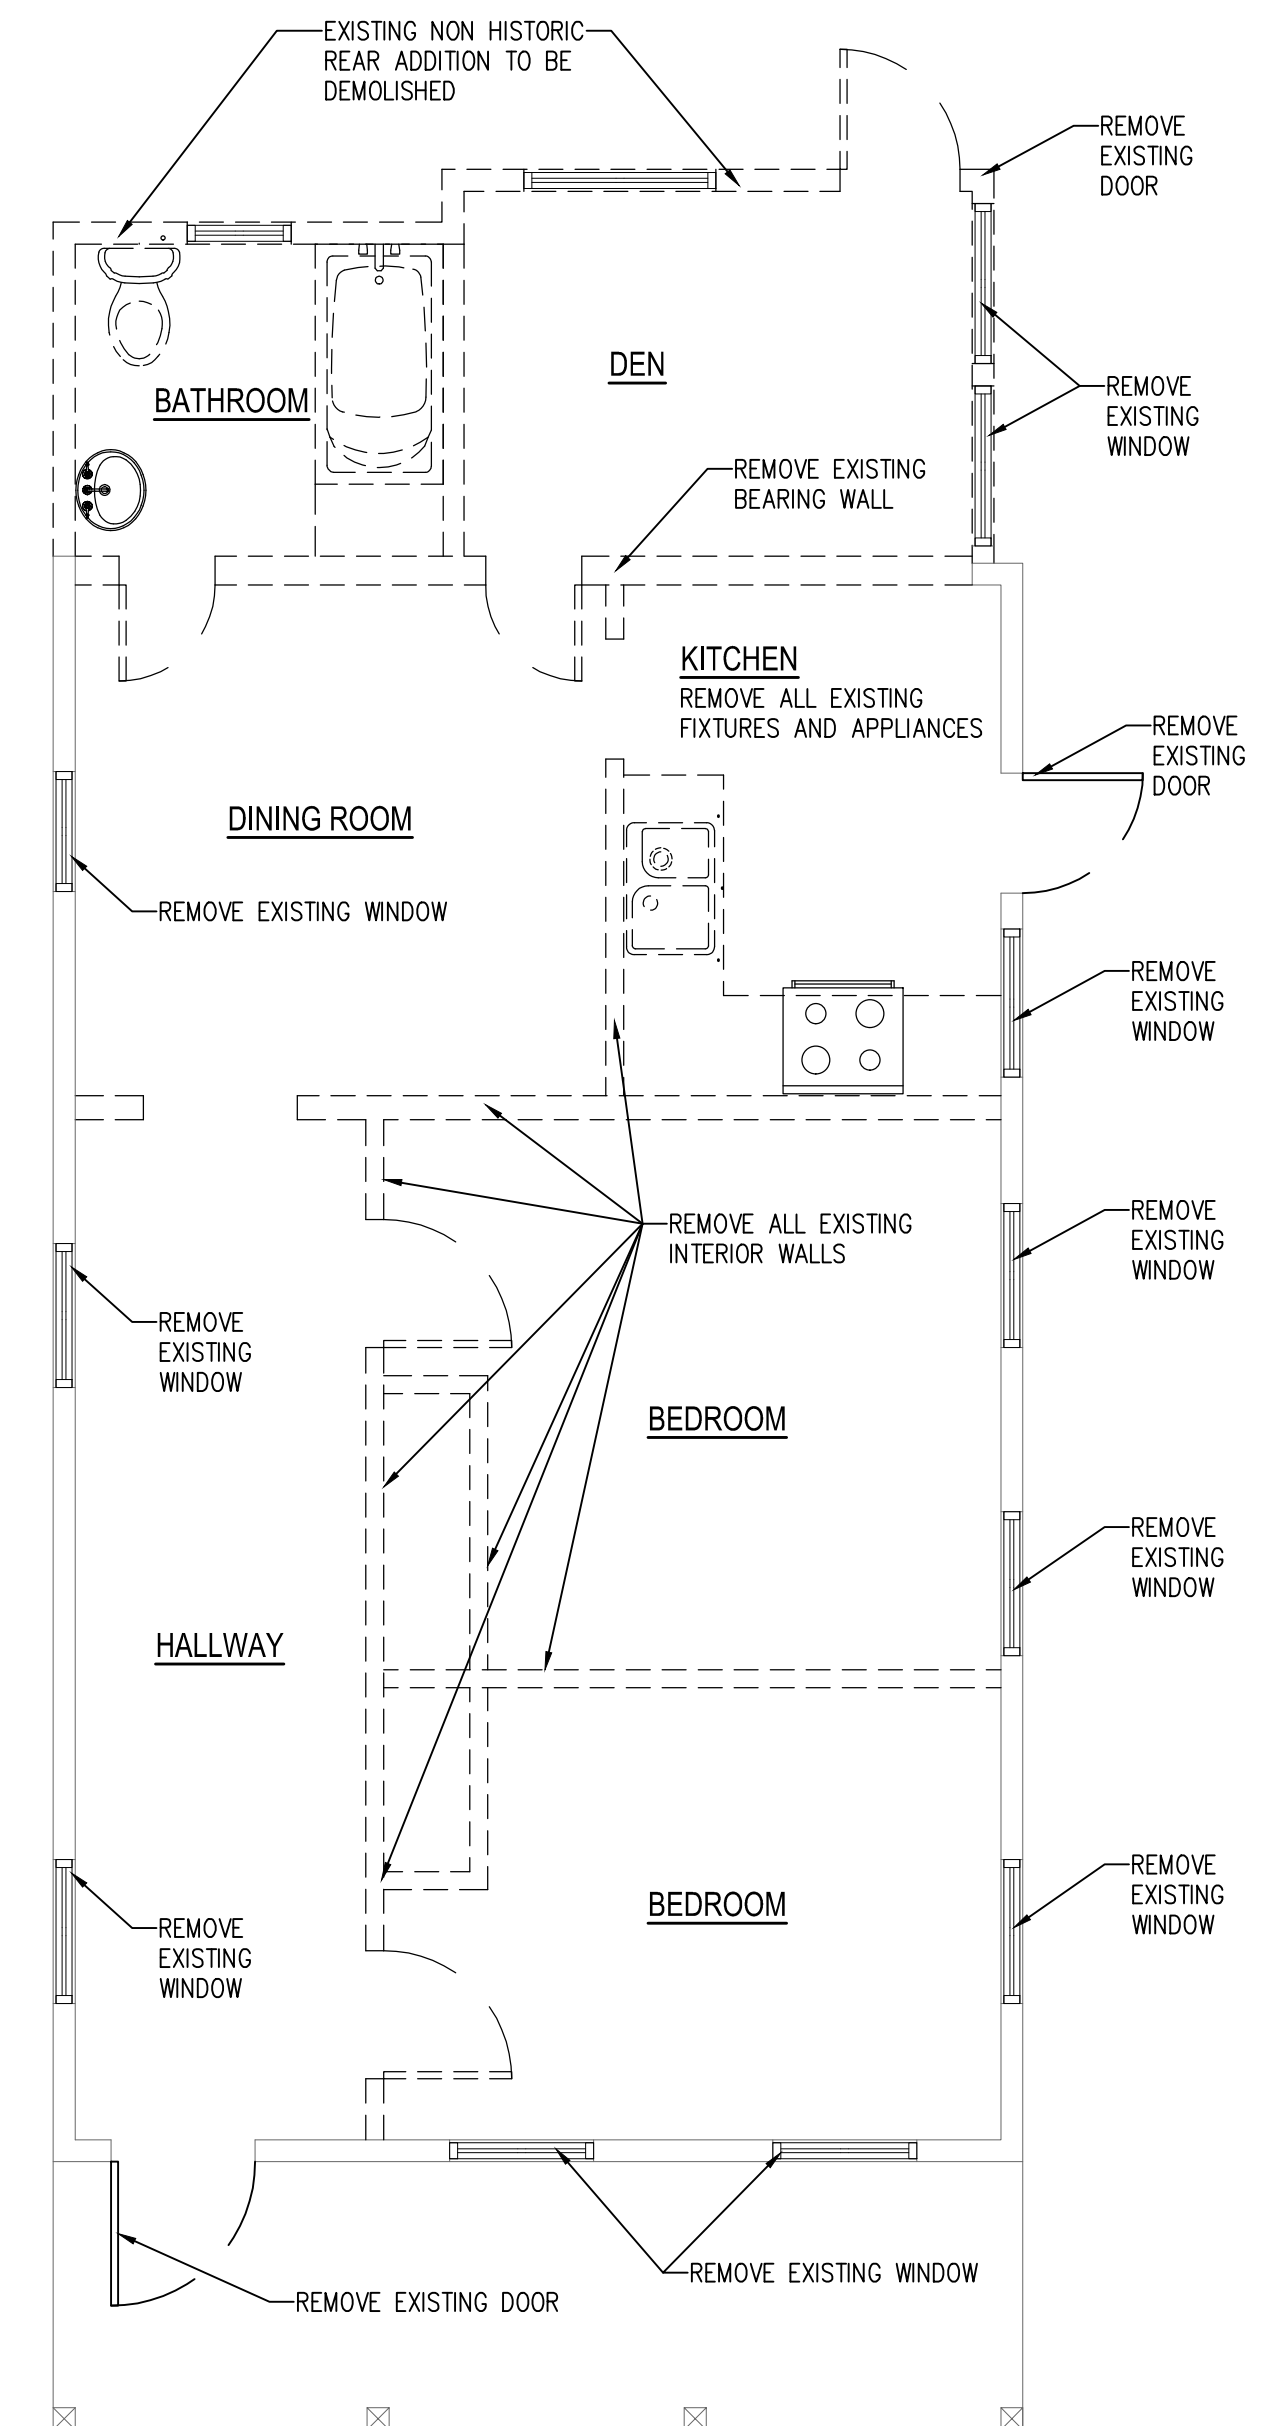 EXISTING NON HISTORIC
REAR ADDITION TO BE
DEMOLISHED
REMOVE
EXISTING
DOOR
DEN
BATHROOM
REMOVE
EXISTING
WINDOW
REMOVE EXISTING
BEARING WALL
KITCHEN
REMOVE ALL EXISTING
FIXTURES AND APPLIANCES
REMOVE
EXISTING
DOOR
DINING ROOM
REMOVE EXISTING WINDOW
REMOVE
EXISTING
WINDOW
REMOVE ALL EXISTING
INTERIOR WALLS
REMOVE
EXISTING
WINDOW
REMOVE
EXISTING
WINDOW
BEDROOM
REMOVE
EXISTING
WINDOW
HALLWAY
BEDROOM
REMOVE
EXISTING
WINDOW
REMOVE
EXISTING
WINDOW
REMOVE EXISTING WINDOW
REMOVE EXISTING DOOR